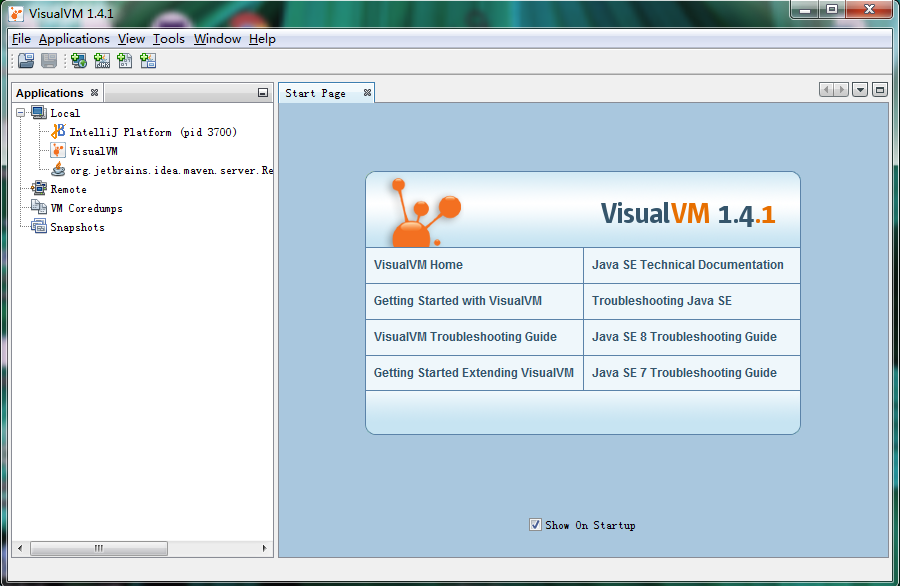 VisualVM 1.4.1
File Applications View Tools Window Help
Applications
Start Page
Local
IntelliJ Platform (pid 3700)
VisualVM
org.jetbrains.idea.maven.server.Re
Remote
VM Coredumps
Snapshots
VisualVM 1.4.1
VisualVM Home
Java SE Technical Documentation
Getting Started with VisualVM
Troubleshooting Java SE
VisualVM Troubleshooting Guide
Java SE 8 Troubleshooting Guide
Getting Started Extending VisualVM
Java SE 7 Troubleshooting Guide
Show On Startup